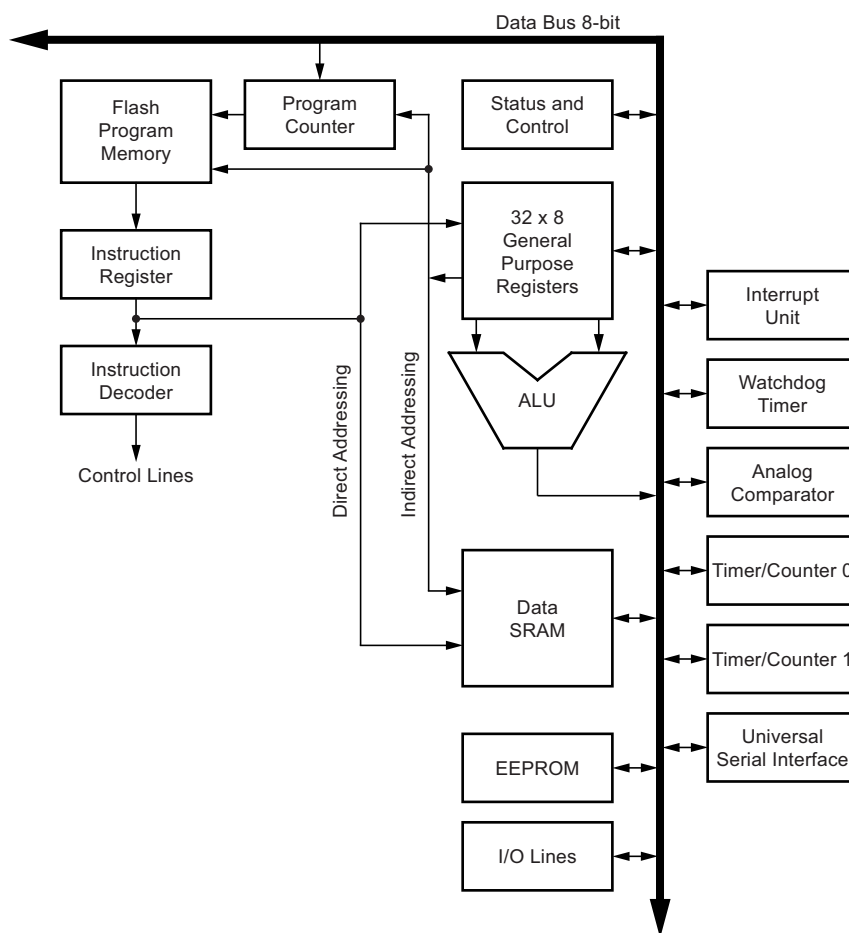 Data Bus 8-bit
Flash
Program
Memory
Program
Counter
Status and
Control
32 x 8
General
Purpose
Registers
Instruction
Register
Interrupt
Unit
Instruction
Decoder
Watchdog
Timer
ALU
Control Lines
Direct Addressing
Indirect Addressing
Analog
Comparator
Timer/Counter 0
Data
SRAM
Timer/Counter 1
Universal
Serial Interface
EEPROM
I/O Lines